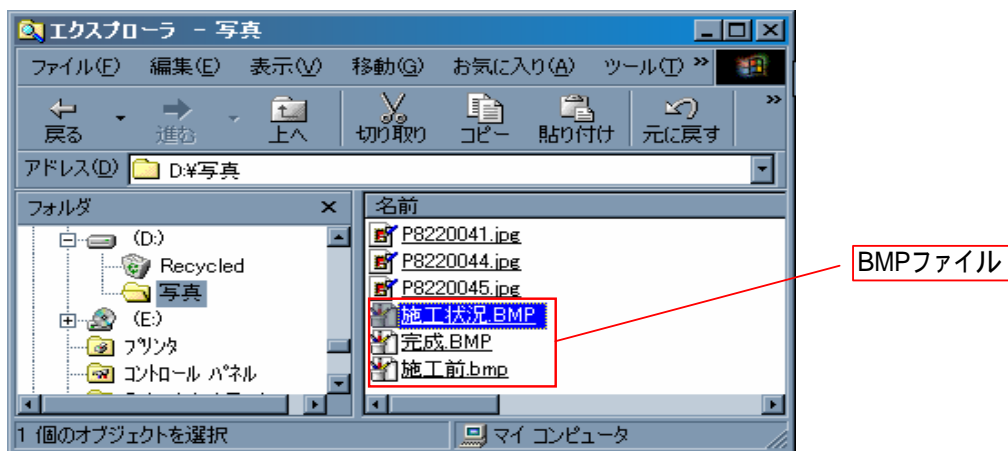 エクスプローラ - 写真
ファイル(F) 編集(E) 表示(V) 移動(G) お気に入り(A) ツール(T) »
戻る 進む 上へ 切り取り コピー 貼り付け 元に戻す »
アドレス(D) D:¥写真
フォルダ × 名前
(D:)
Recycled
写真
(E:)
プリンタ
コントロール パネル
P8220041.jpg
P8220044.jpg
P8220045.jpg
施工状況.BMP
完成.BMP
施工前.bmp
BMPファイル
1 個のオブジェクトを選択 マイ コンピュータ